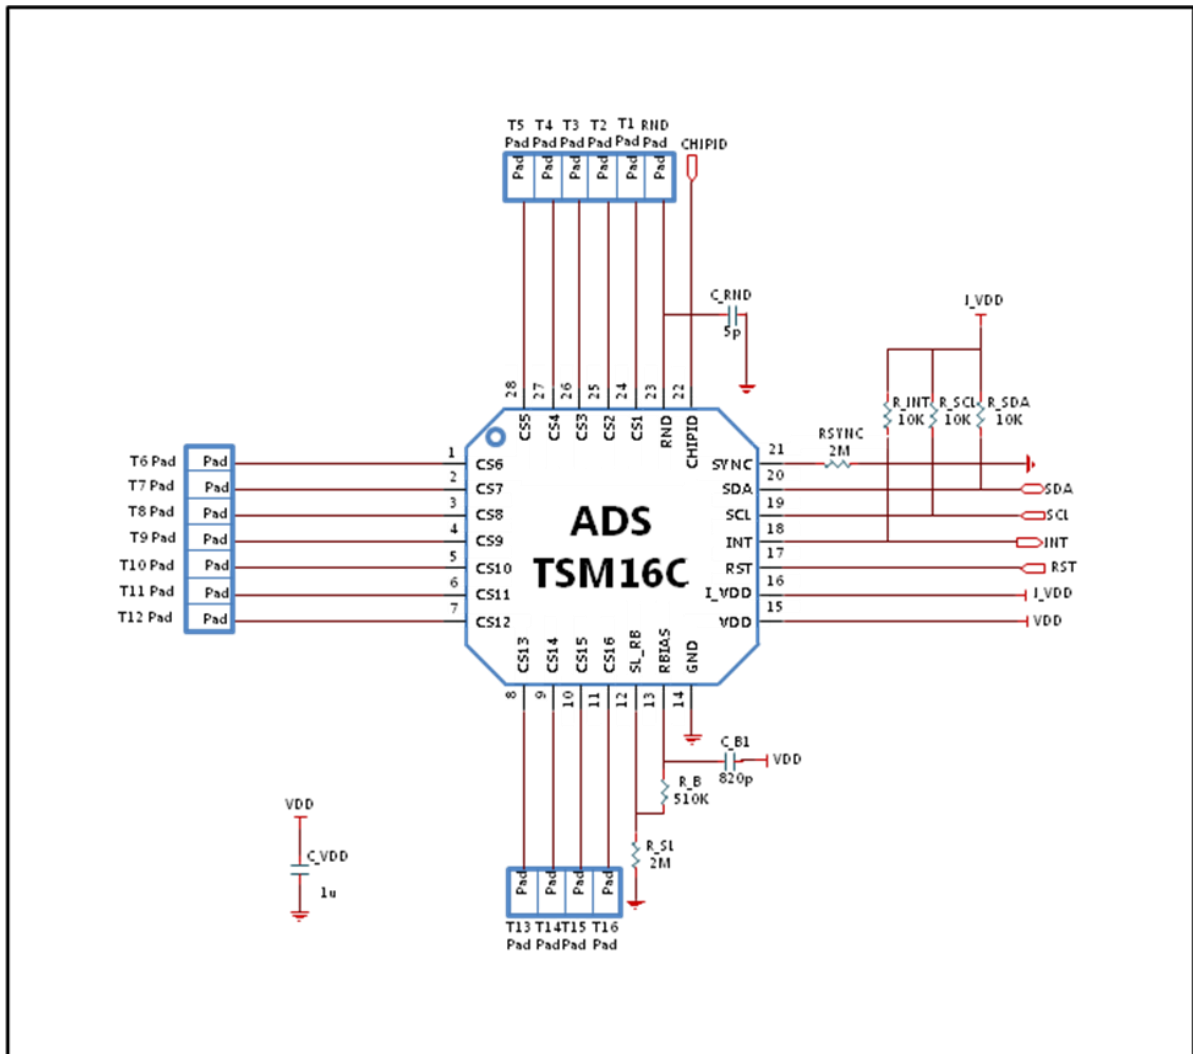 T5 T4 T3 T2 T1 RND
Pad Pad Pad Pad Pad Pad
CHIPID
Pad Pad Pad Pad Pad Pad
C_RND
5p
I_VDD
28 27 26 25 24 23 22
CS5 CS4 CS3 CS2 CS1 RND CHIPID
R_INT R_SCL R_SDA
10K 10K 10K
RSYNC
2M
T6 Pad Pad 1 CS6
T7 Pad Pad 2 CS7
T8 Pad Pad 3 CS8
T9 Pad Pad 4 CS9
T10 Pad Pad 5 CS10
T11 Pad Pad 6 CS11
T12 Pad Pad 7 CS12
ADS
TSM16C
SYNC 21
SDA 20 SDA
SCL 19 SCL
INT 18 INT
RST 17 RST
I_VDD 16 I_VDD
VDD 15 VDD
CS13 CS14 CS15 CS16 SL_RB RBIAS GND
8 9 10 11 12 13 14
C_B1
820p
VDD
R_B
510K
R_SL
2M
VDD
C_VDD
1u
Pad Pad Pad Pad
T13 T14 T15 T16
Pad Pad Pad Pad